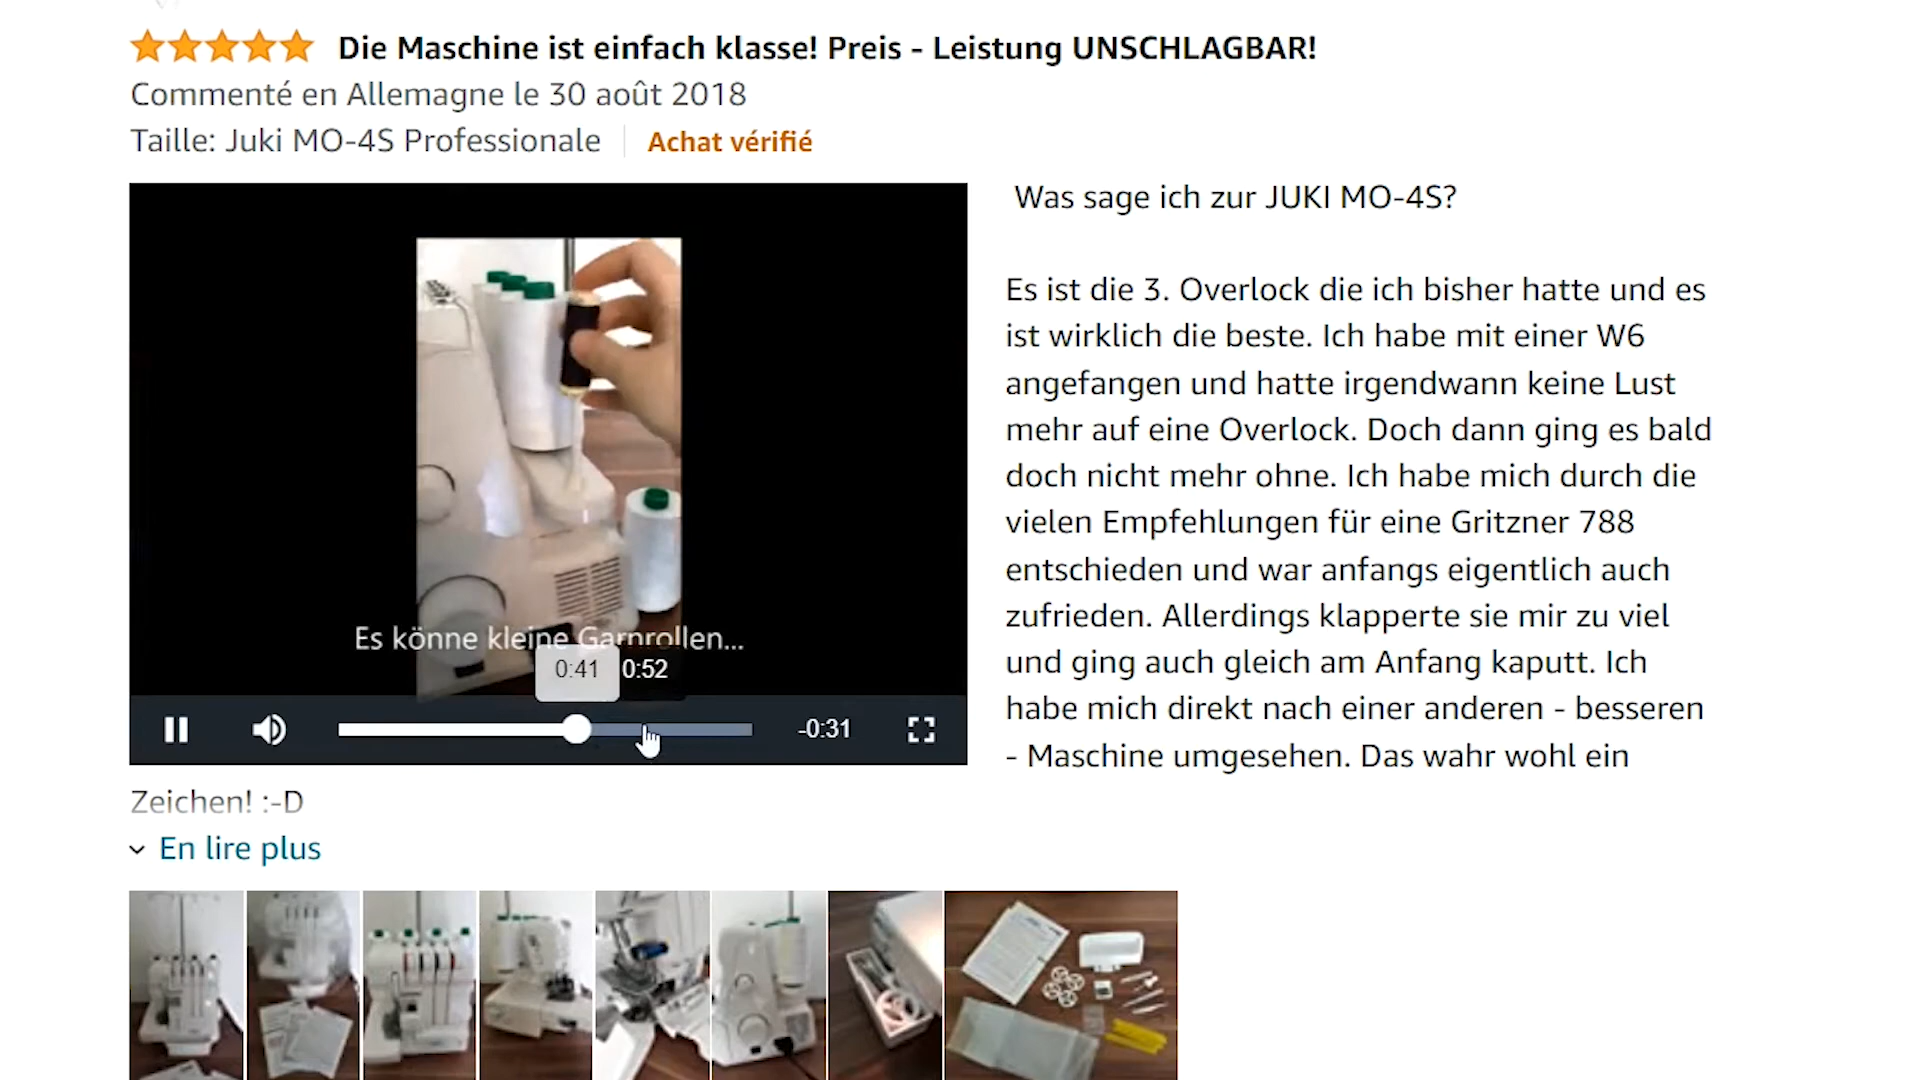 Die Maschine ist einfach klasse! Preis - Leistung UNSCHLAGBAR!
Commenté en Allemagne le 30 août 2018
Taille: Juki MO-4S Professionale
Achat vérifié
Was sage ich zur JUKI MO-4S?
Es ist die 3. Overlock die ich bisher hatte und es
ist wirklich die beste. Ich habe mit einer W6
angefangen und hatte irgendwann keine Lust
mehr auf eine Overlock. Doch dann ging es bald
doch nicht mehr ohne. Ich habe mich durch die
vielen Empfehlungen für eine Gritzner 788
entschieden und war anfangs eigentlich auch
zufrieden. Allerdings klapperte sie mir zu viel
und ging auch gleich am Anfang kaputt. Ich
habe mich direkt nach einer anderen - besseren
- Maschine umgesehen. Das wahr wohl ein
Zeichen! :-D
Es könne kleine Garnrollen...
0:41
0:52
-0:31
En lire plus